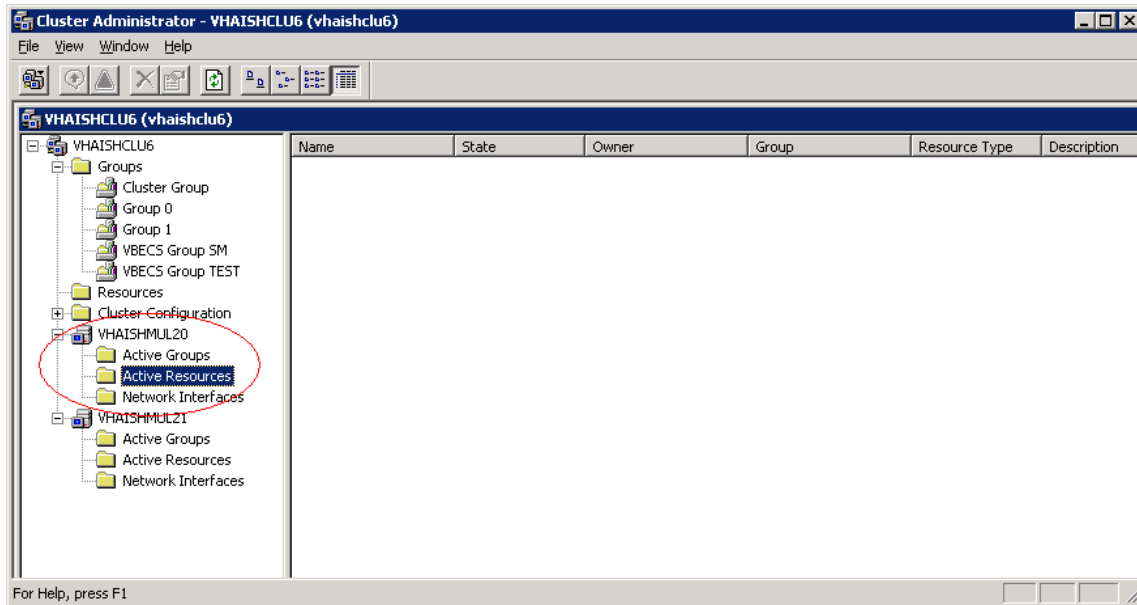 Cluster Administrator - VHAISHCLU6 (vhaishclu6)
File View Window Help
VHAISHCLU6 (vhaishclu6)
VHAISHCLU6
Groups
Cluster Group
Group 0
Group 1
VBECS Group SM
VBECS Group TEST
Resources
Cluster Configuration
VHAISHMUL20
Active Groups
Active Resources
Network Interfaces
VHAISHMUL21
Active Groups
Active Resources
Network Interfaces
Name State Owner Group Resource Type Description
For Help, press F1